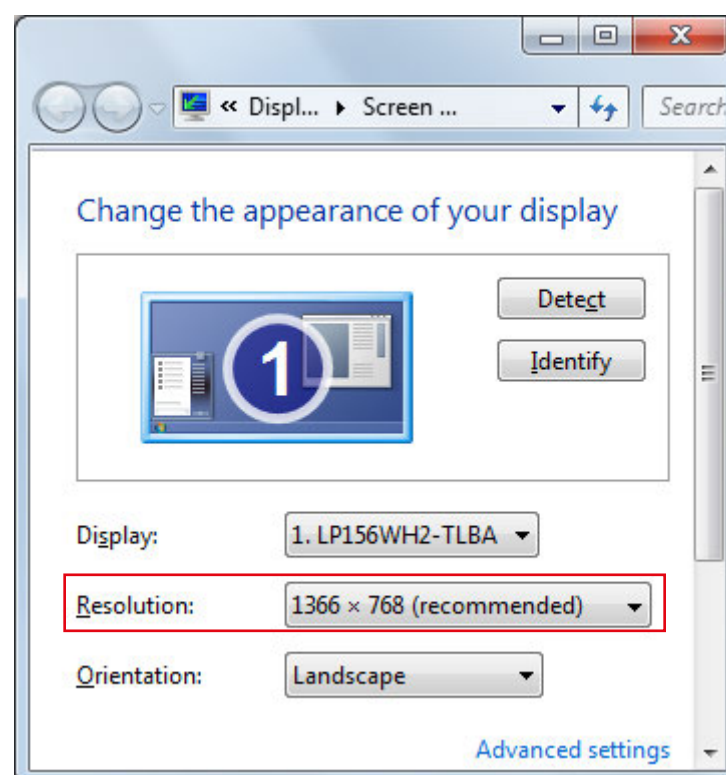 « Displ... ▸ Screen ...
Search
Change the appearance of your display
1
Detect
Identify
Display: 1. LP156WH2-TLBA
Resolution: 1366 × 768 (recommended)
Orientation: Landscape
Advanced settings